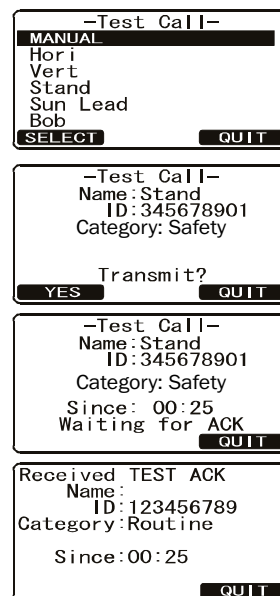 -Test Call-
MANUAL
Hori
Vert
Stand
Sun Lead
Bob
SELECT QUIT
-Test Call-
Name:Stand
ID:345678901
Category: Safety
Transmit?
YES QUIT
-Test Call-
Name:Stand
ID:345678901
Category: Safety
Since: 00:25
Waiting for ACK
QUIT
Received TEST ACK
Name:
ID:123456789
Category:Routine
Since:00:25
QUIT